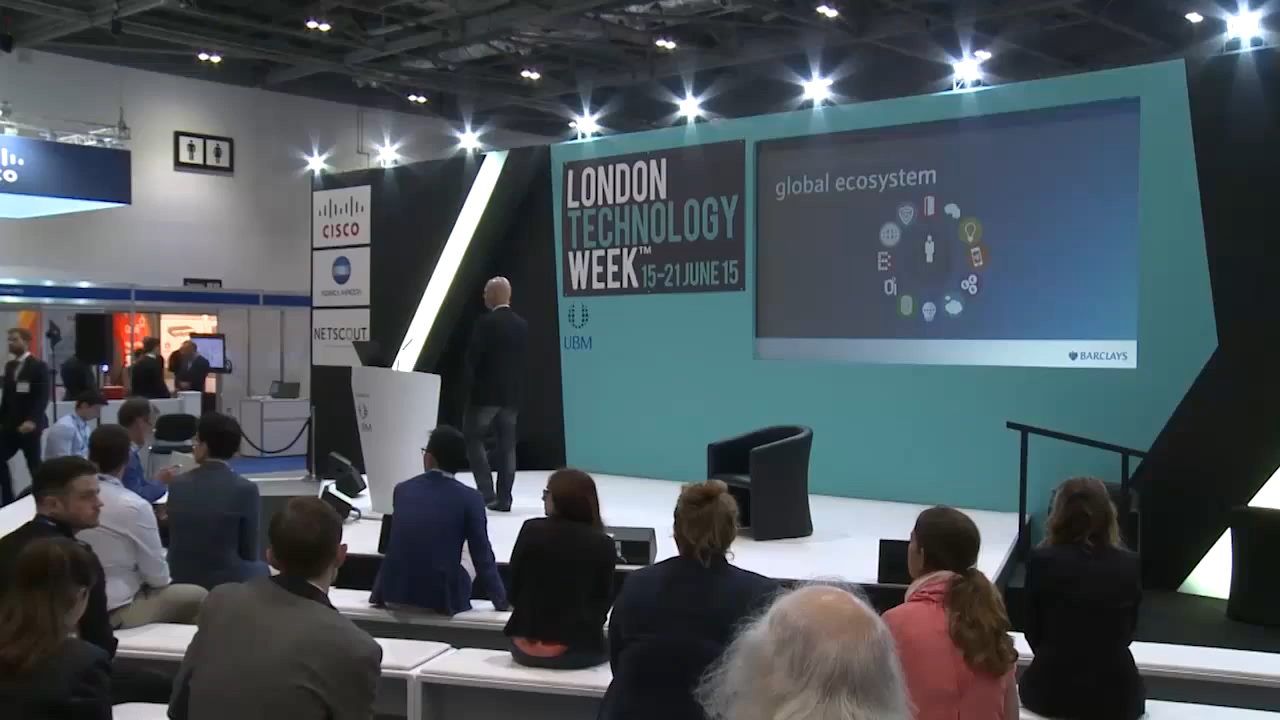 CISCO
NETSCOUT
LONDON
TECHNOLOGY
WEEK™
15-21 JUNE 15
UBM
global ecosystem
BARCLAYS